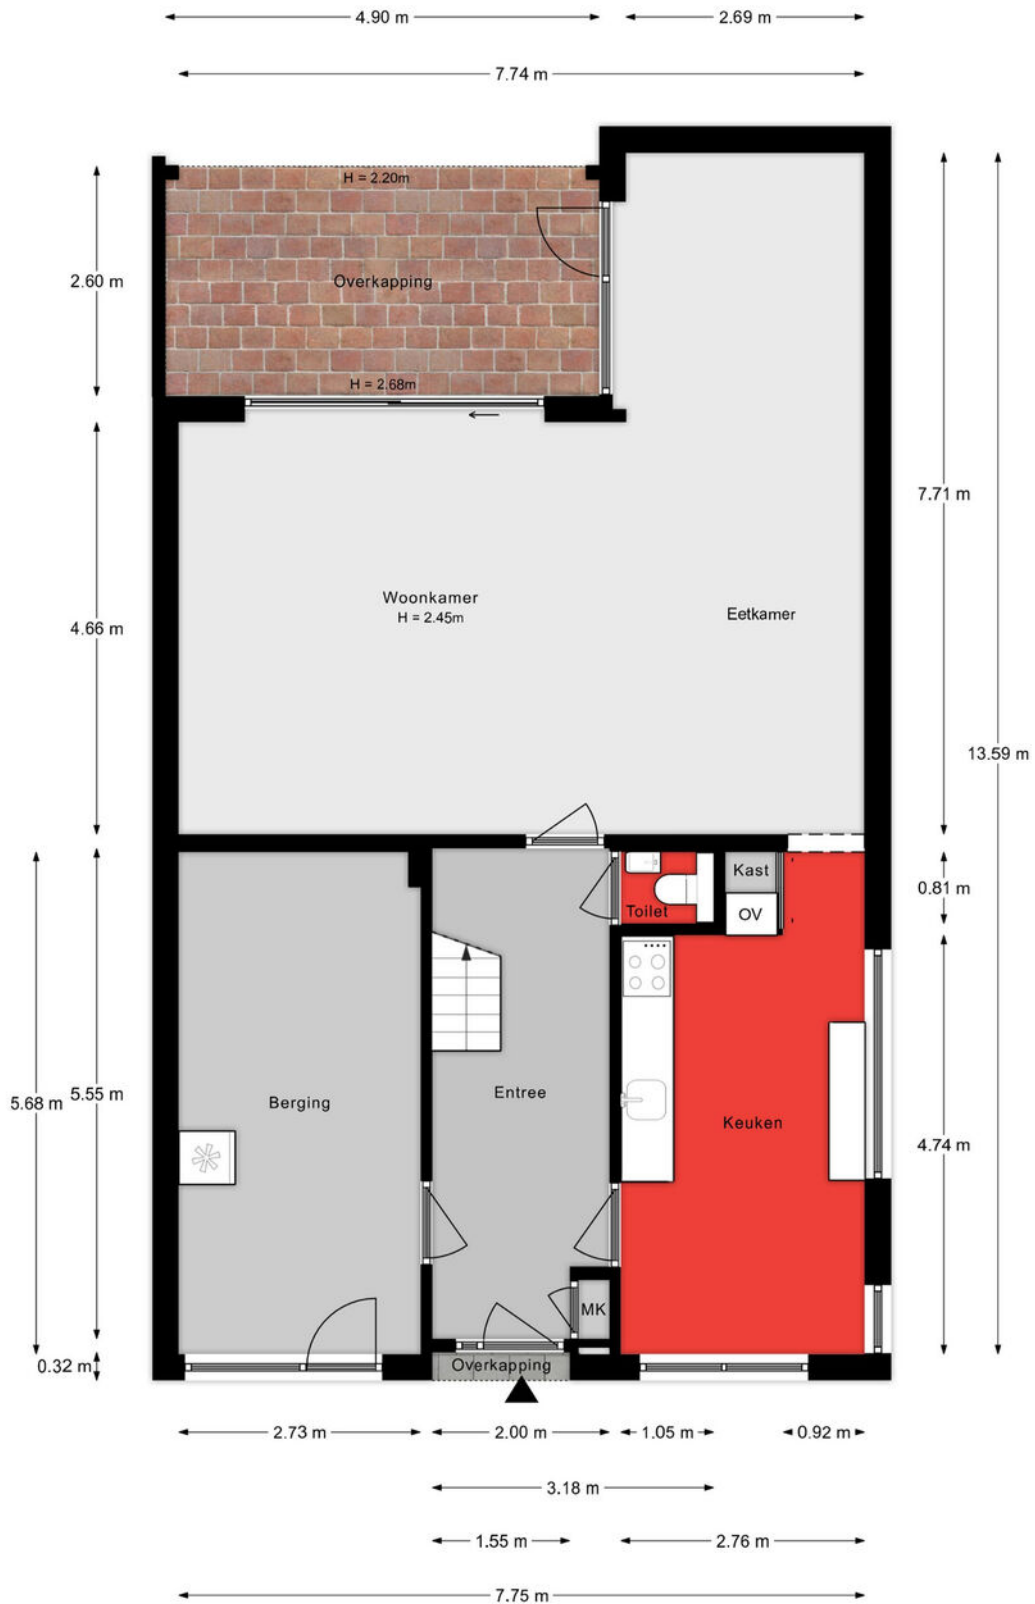 4.90 m
2.69 m
7.74 m
H = 2.20m
2.60 m
Overkapping
H = 2.68m
7.71 m
Woonkamer
H = 2.45m
Eetkamer
4.66 m
13.59 m
Kast
0.81 m
Toilet
OV
5.68 m
5.55 m
Berging
Entree
Keuken
4.74 m
MK
0.32 m
Overkapping
2.73 m
2.00 m
1.05 m
0.92 m
3.18 m
1.55 m
2.76 m
7.75 m